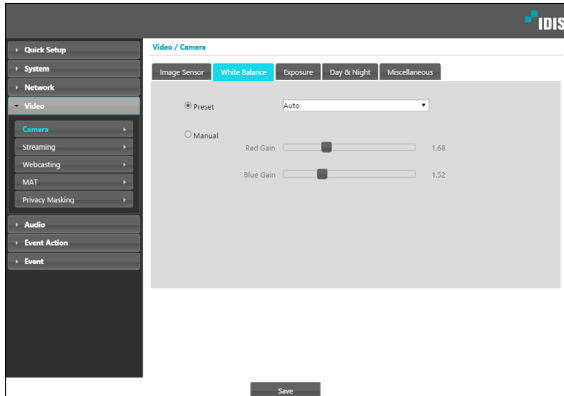 IDIS
Quick Setup
System
Network
Video
Camera
Streaming
Webcasting
MAT
Privacy Masking
Audio
Event Action
Event
Video / Camera
Image Sensor White Balance Exposure Day & Night Miscellaneous
Preset Auto
Manual
Red Gain 1.68
Blue Gain 1.52
Save